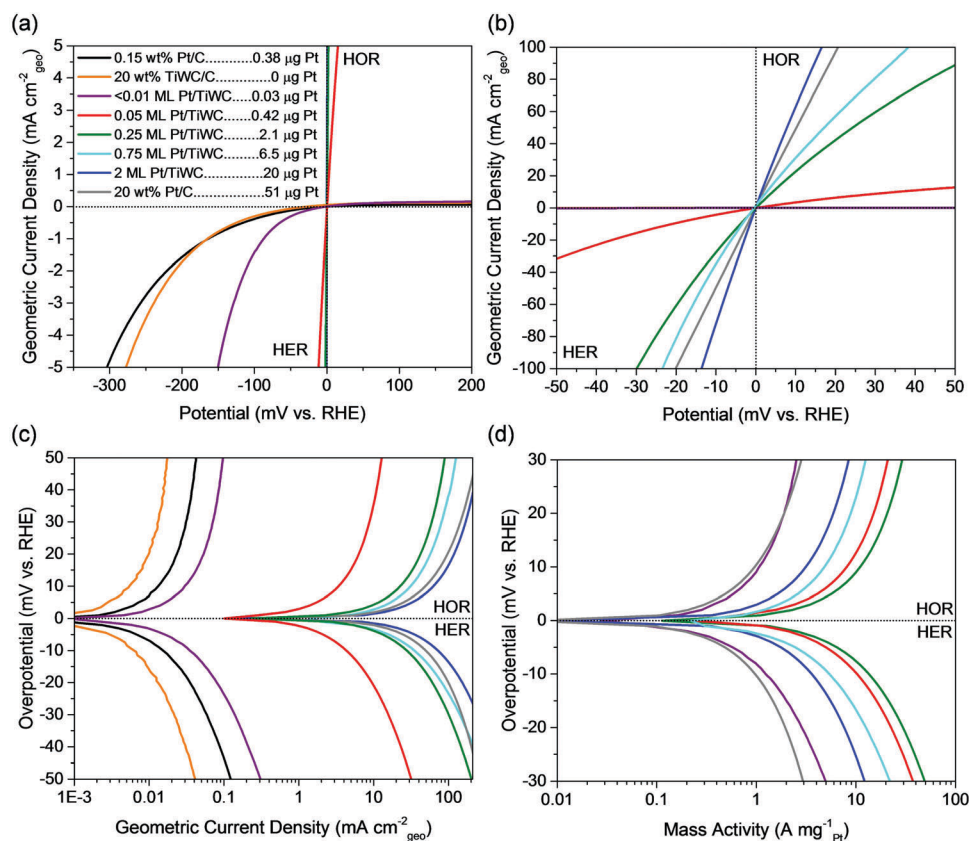 (a)
Geometric Current Density (mA cm-2geo)
5
4
3
2
1
0
-1
-2
-3
-4
-5
0.15 wt% Pt/C............0.38 µg Pt
20 wt% TiWC/C............0 µg Pt
<0.01 ML Pt/TiWC.....0.03 µg Pt
0.05 ML Pt/TiWC.......0.42 µg Pt
0.25 ML Pt/TiWC.........2.1 µg Pt
0.75 ML Pt/TiWC.........6.5 µg Pt
2 ML Pt/TiWC...............20 µg Pt
20 wt% Pt/C.................51 µg Pt
HOR
HER
-300 -200 -100 0 100 200
Potential (mV vs. RHE)
(b)
Geometric Current Density (mA cm-2geo)
100
80
60
40
20
0
-20
-40
-60
-80
-100
HOR
HER
-50 -40 -30 -20 -10 0 10 20 30 40 50
Potential (mV vs. RHE)
(c)
Overpotential (mV vs. RHE)
50
40
30
20
10
0
-10
-20
-30
-40
-50
HOR
HER
1E-3 0.01 0.1 1 10 100
Geometric Current Density (mA cm-2geo)
(d)
Overpotential (mV vs. RHE)
30
20
10
0
-10
-20
-30
HOR
HER
0.01 0.1 1 10 100
Mass Activity (A mg-1Pt)